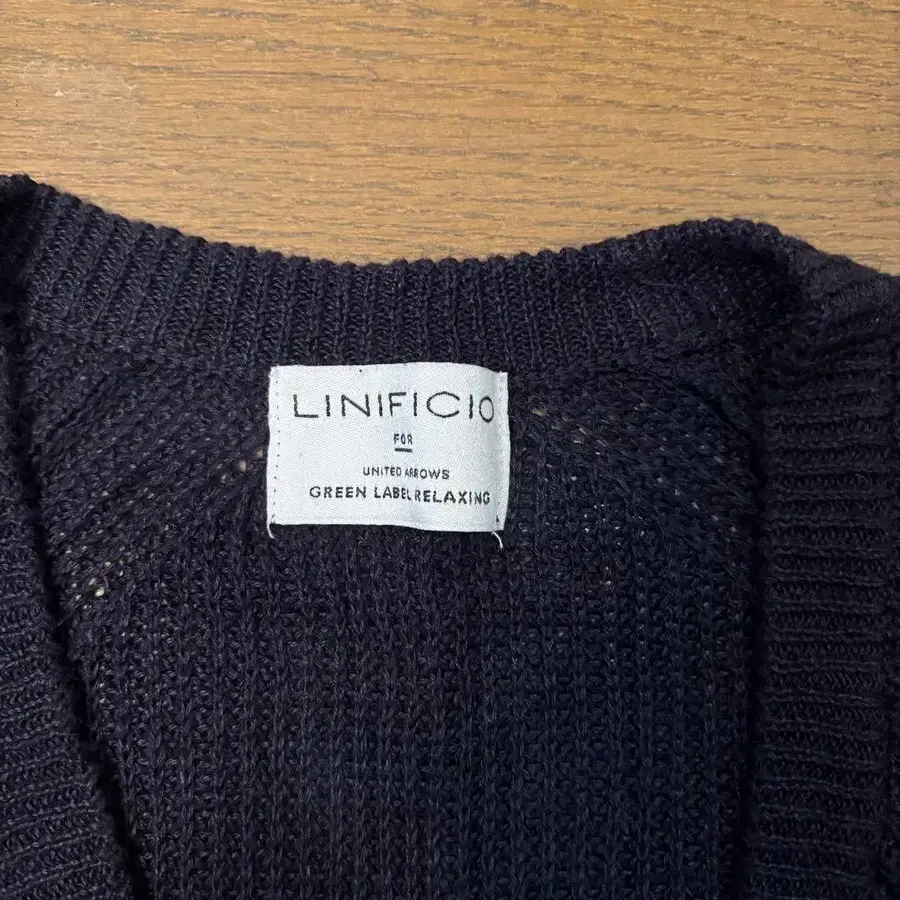 LINIFICIO
FOR
UNITED ARROWS
GREEN LABEL RELAXING